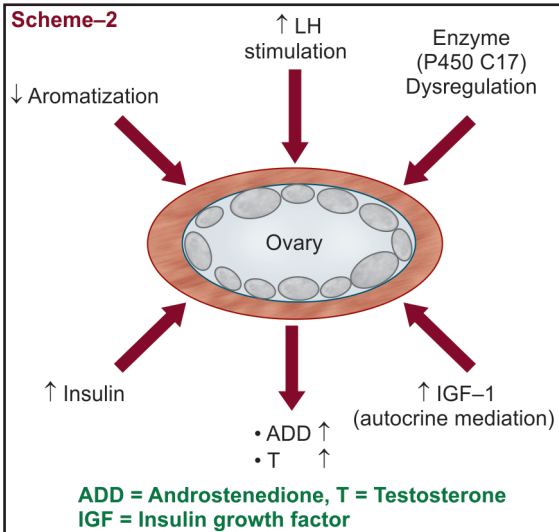 Scheme–2
↑ LH
stimulation
Enzyme
(P450 C17)
Dysregulation
↓ Aromatization
Ovary
↑ Insulin
↑ IGF–1
(autocrine mediation)
• ADD ↑
• T ↑
ADD = Androstenedione, T = Testosterone
IGF = Insulin growth factor